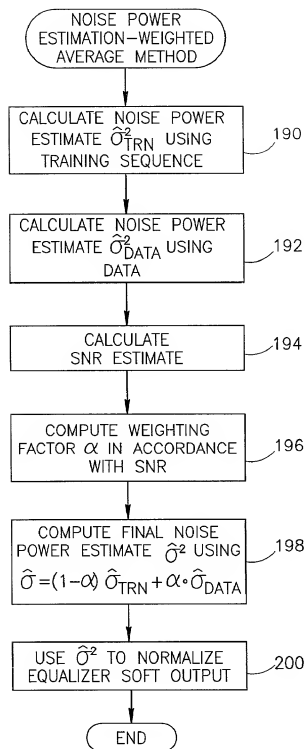 NOISE POWER
ESTIMATION-WEIGHTED
AVERAGE METHOD
CALCULATE NOISE POWER
ESTIMATE σ̂²TRN USING
TRAINING SEQUENCE
190
CALCULATE NOISE POWER
ESTIMATE σ̂²DATA USING
DATA
192
CALCULATE
SNR ESTIMATE
194
COMPUTE WEIGHTING
FACTOR α IN ACCORDANCE
WITH SNR
196
COMPUTE FINAL NOISE
POWER ESTIMATE σ̂² USING
σ̂=(1-α) σ̂TRN+α∘σ̂DATA
198
USE σ̂² TO NORMALIZE
EQUALIZER SOFT OUTPUT
200
END